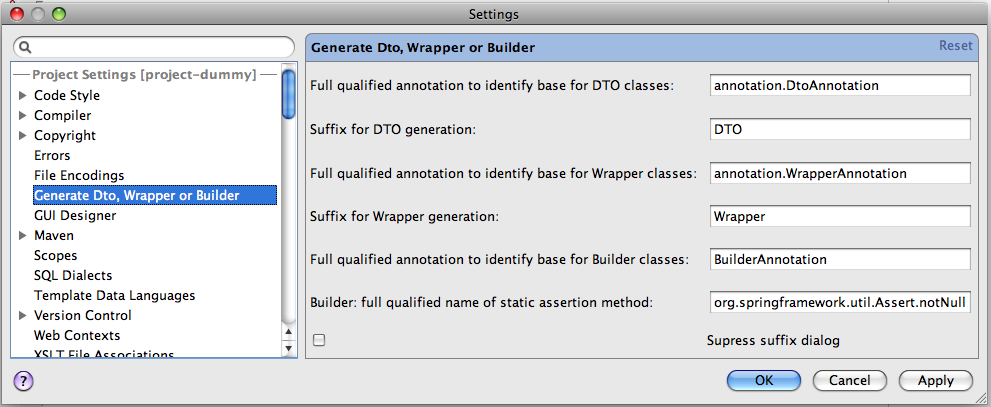 Settings
Project Settings [project-dummy]
Code Style
Compiler
Copyright
Errors
File Encodings
Generate Dto, Wrapper or Builder
GUI Designer
Maven
Scopes
SQL Dialects
Template Data Languages
Version Control
Web Contexts
XSLT File Associations
Generate Dto, Wrapper or Builder
Reset
Full qualified annotation to identify base for DTO classes:
annotation.DtoAnnotation
Suffix for DTO generation:
DTO
Full qualified annotation to identify base for Wrapper classes:
annotation.WrapperAnnotation
Suffix for Wrapper generation:
Wrapper
Full qualified annotation to identify base for Builder classes:
BuilderAnnotation
Builder: full qualified name of static assertion method:
org.springframework.util.Assert.notNull
Supress suffix dialog
?
OK
Cancel
Apply